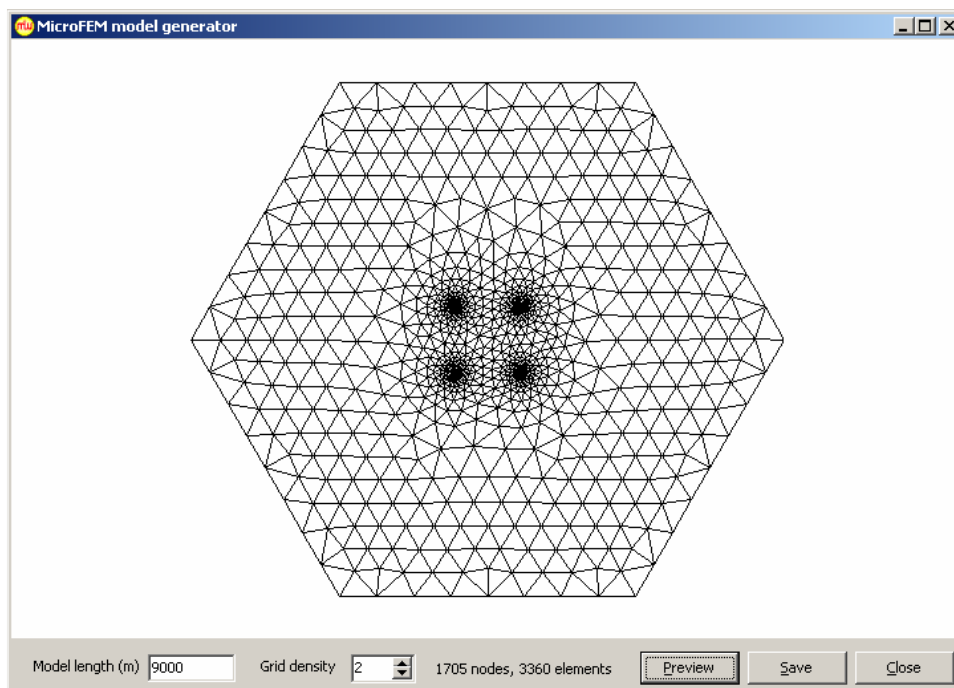 MicroFEM model generator
Model length (m) 9000 Grid density 2 1705 nodes, 3360 elements Preview Save Close